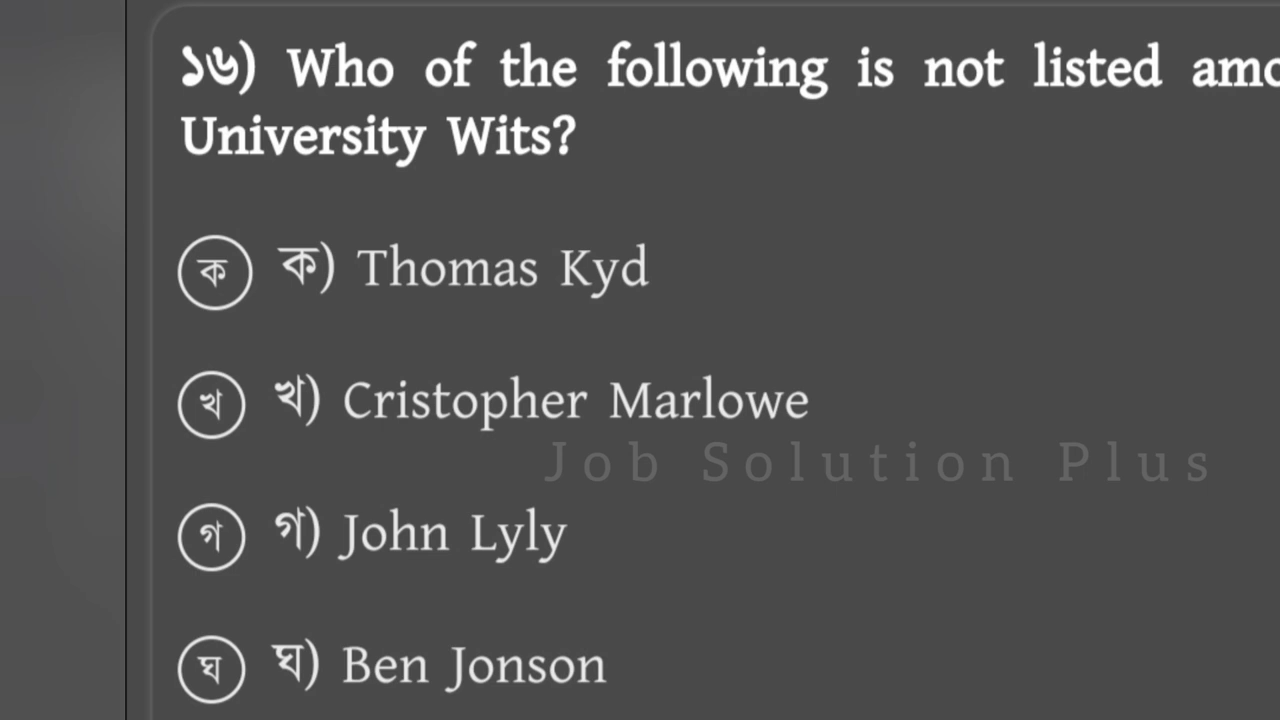 ১৬) Who of the following is not listed
University Wits?
ক ক) Thomas Kyd
খ খ) Cristopher Marlowe
Job Solution Plus
গ গ) John Lyly
ঘ ঘ) Ben Jonson